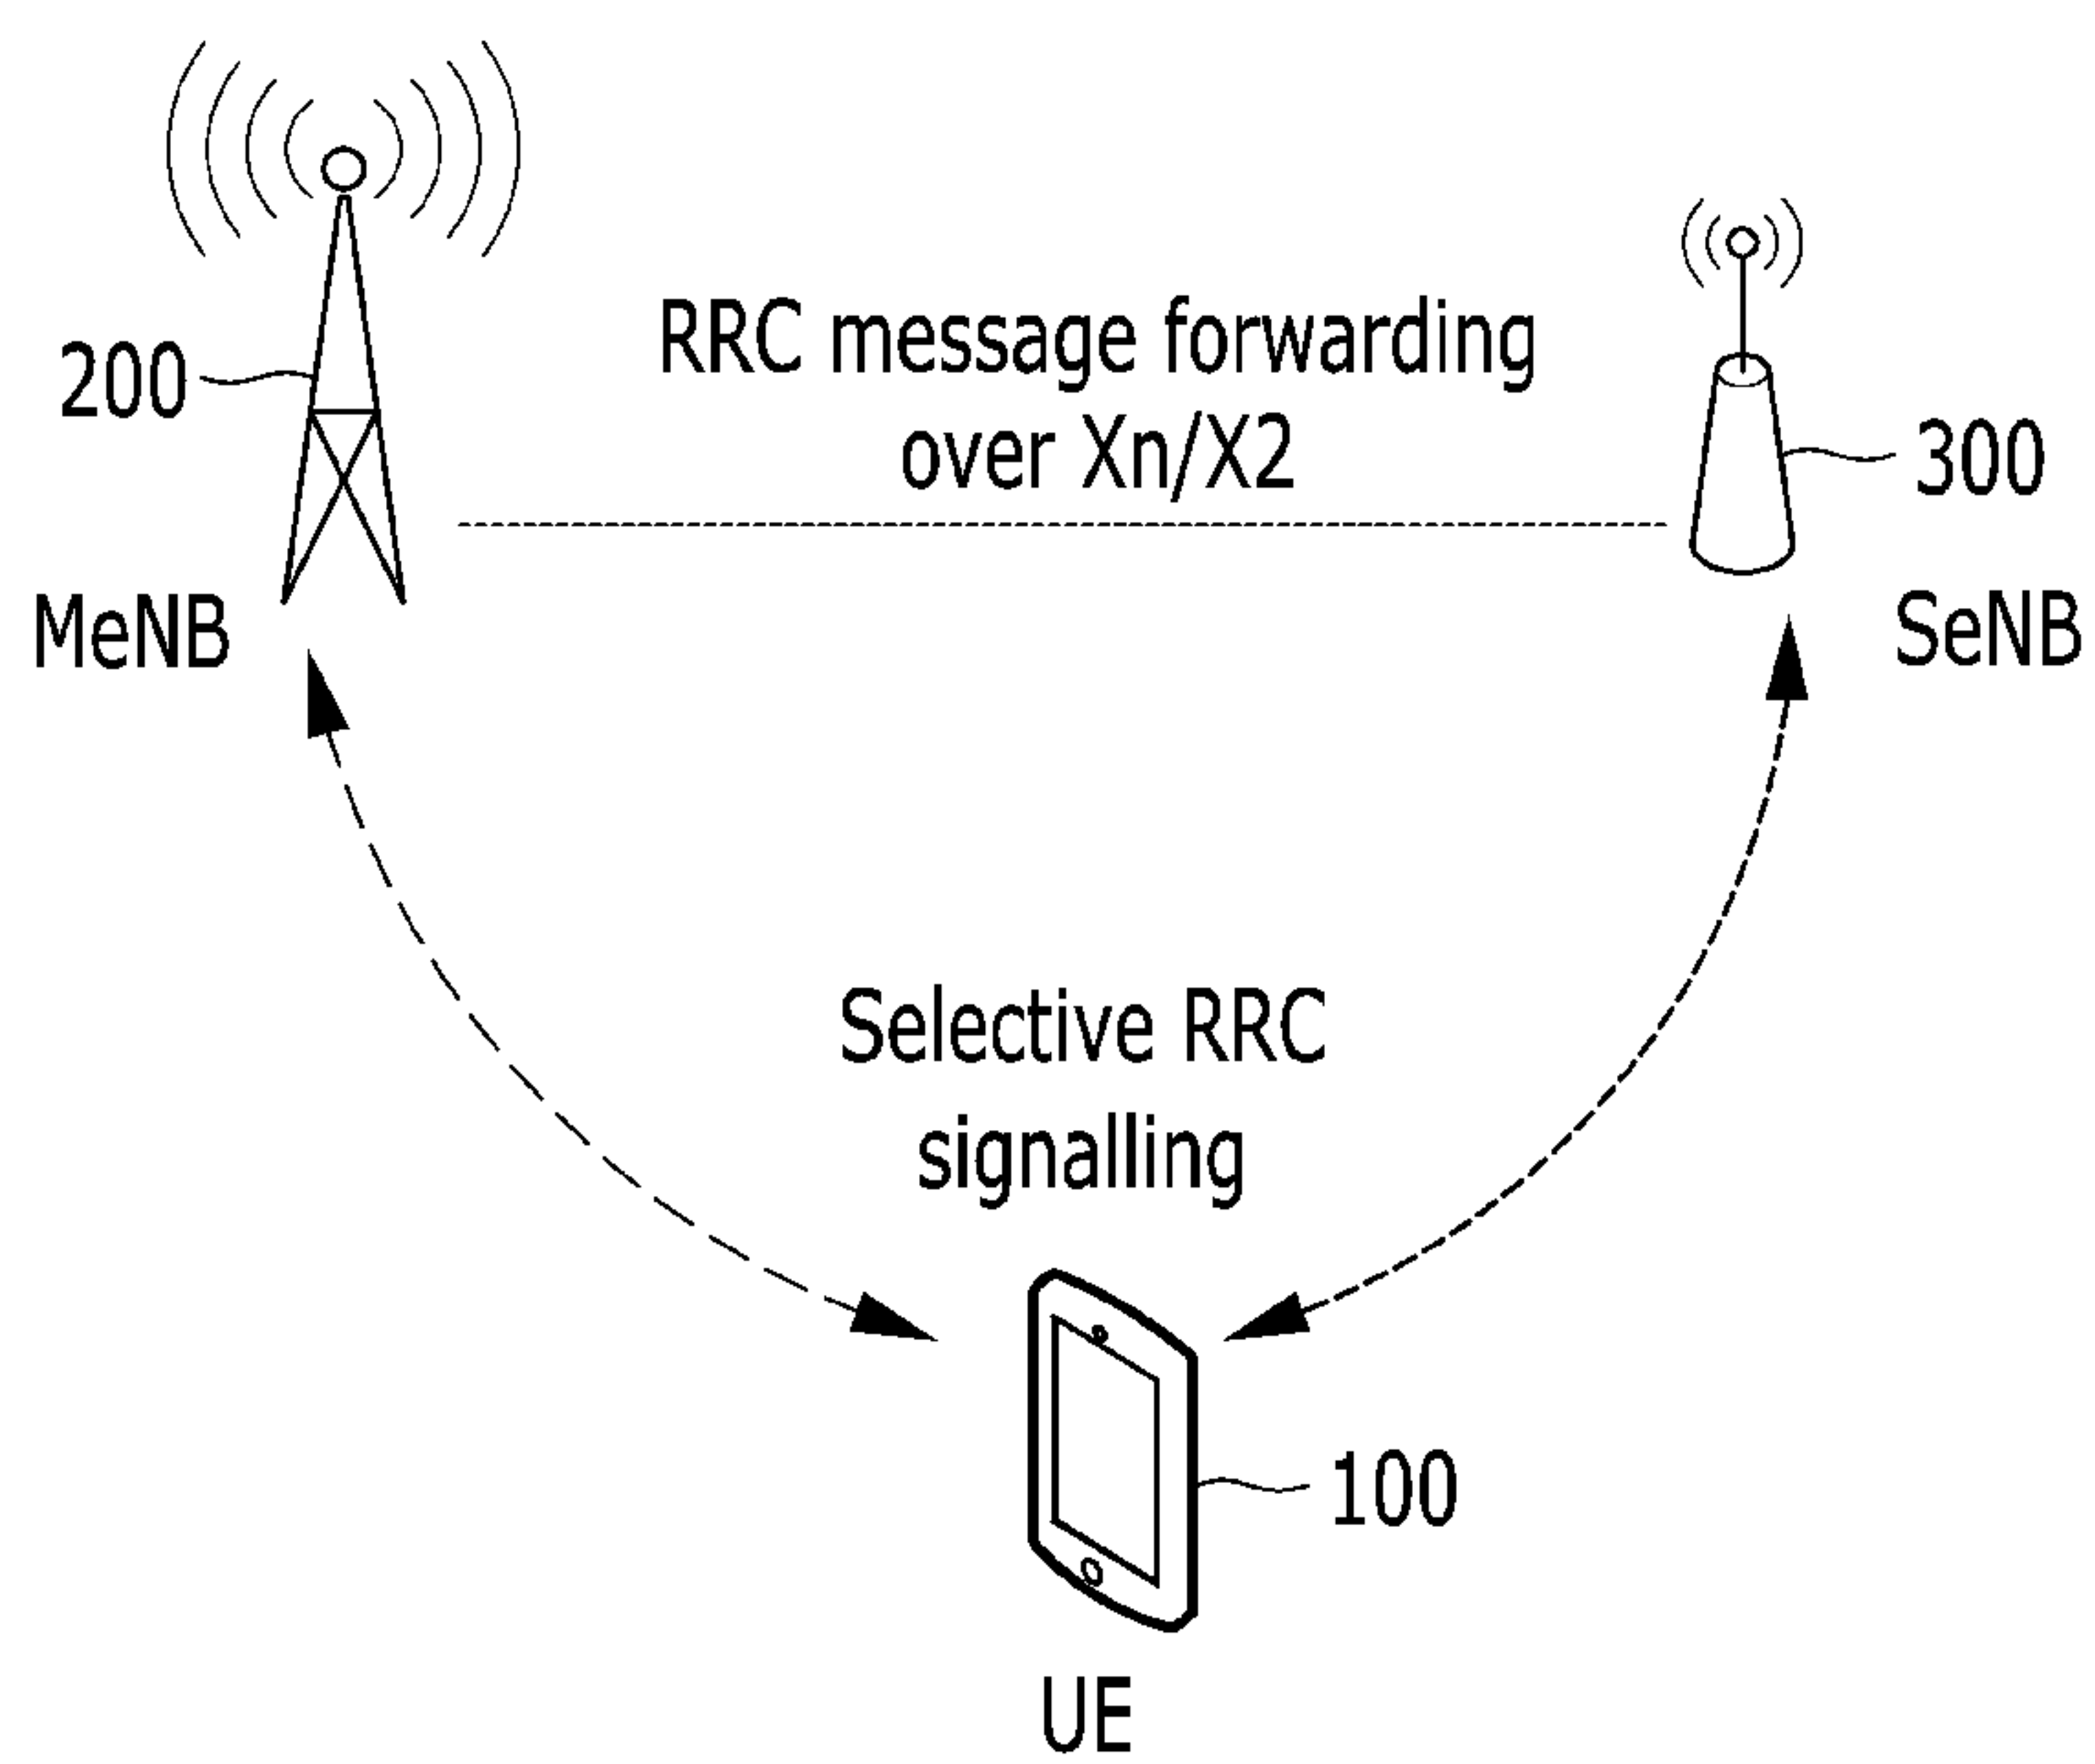 RRC message forwarding
over Xn/X2
200
300
MeNB
SeNB
Selective RRC
signalling
100
UE